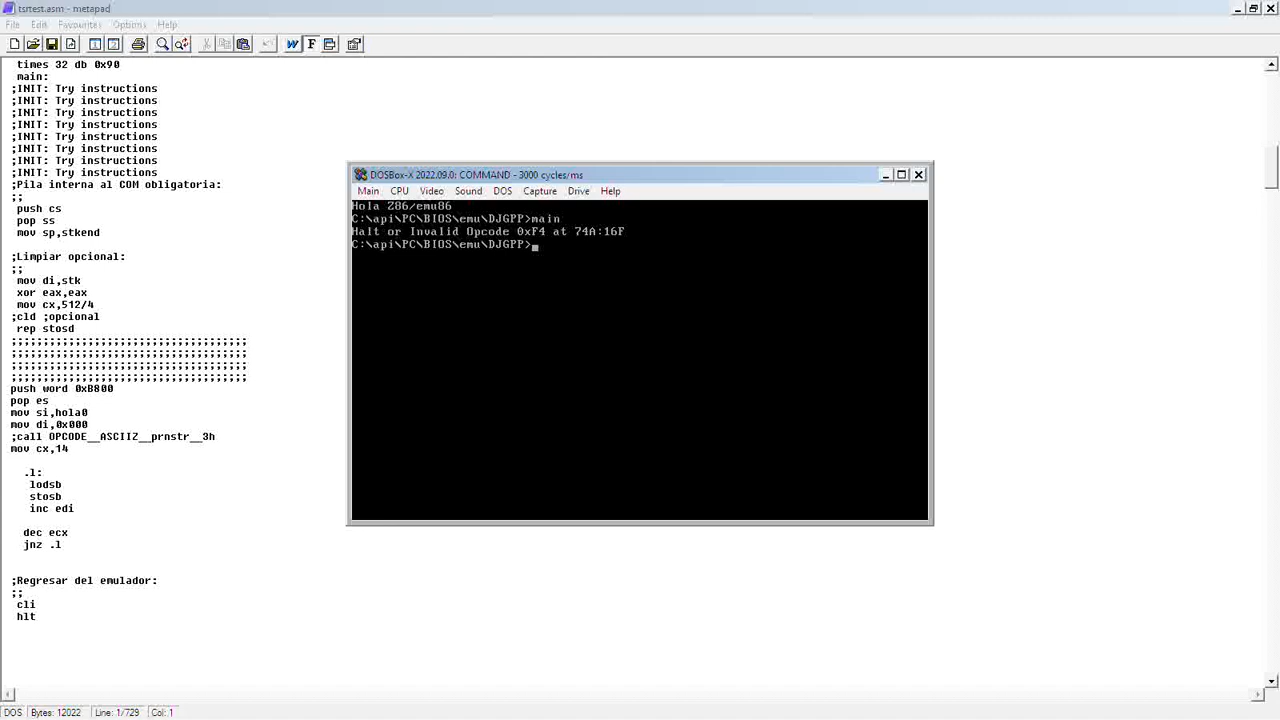 tsrtest.asm - metapad
File Edit Favourites Options Help
times 32 db 0x90
main:
;INIT: Try instructions
;INIT: Try instructions
;INIT: Try instructions
;INIT: Try instructions
;INIT: Try instructions
;INIT: Try instructions
;INIT: Try instructions
;INIT: Try instructions
;Pila interna al COM obligatoria:
;;
push cs
pop ss
mov sp,stkend
;Limpiar opcional:
;;
mov di,stk
xor eax,eax
mov cx,512/4
;cld ;opcional
rep stosd
;;;;;;;;;;;;;;;;;;;;;;;;;;;;;;;;;;;;;
;;;;;;;;;;;;;;;;;;;;;;;;;;;;;;;;;;;;;
;;;;;;;;;;;;;;;;;;;;;;;;;;;;;;;;;;;;;
;;;;;;;;;;;;;;;;;;;;;;;;;;;;;;;;;;;;;
push word 0xB800
pop es
mov si,hola0
mov di,0x000
;call OPCODE__ASCIIZ__prnstr__3h
mov cx,14
.l:
lodsb
stosb
inc edi
dec ecx
jnz .l
;Regresar del emulador:
;;
cli
hlt
DOSBox-X 2022.09.0: COMMAND - 3000 cycles/ms
Main CPU Video Sound DOS Capture Drive Help
Hola Z86/emu86
C:\api\PC\BIOS\emu\DJGPP>main
Halt or Invalid Opcode 0xF4 at 74A:16F
C:\api\PC\BIOS\emu\DJGPP>
DOS Bytes: 12022 Line: 1/729 Col: 1